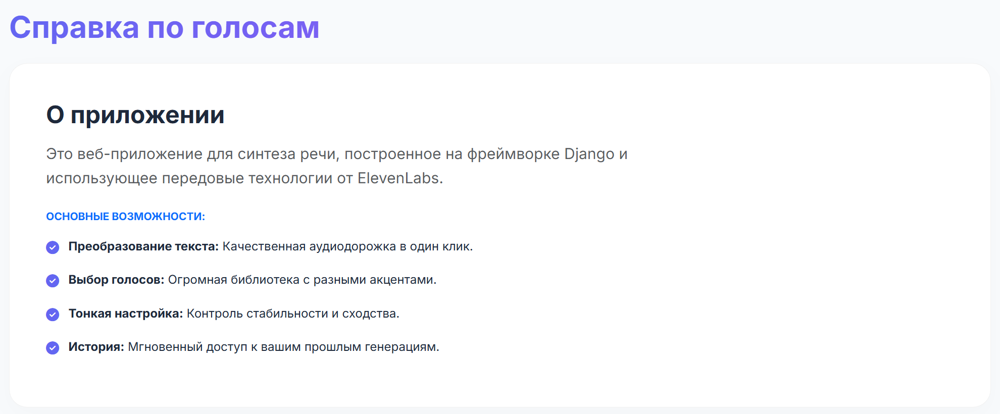 Справка по голосам
О приложении
Это веб-приложение для синтеза речи, построенное на фреймворке Django и
использующее передовые технологии от ElevenLabs.
ОСНОВНЫЕ ВОЗМОЖНОСТИ:
Преобразование текста: Качественная аудиодорожка в один клик.
Выбор голосов: Огромная библиотека с разными акцентами.
Тонкая настройка: Контроль стабильности и сходства.
История: Мгновенный доступ к вашим прошлым генерациям.